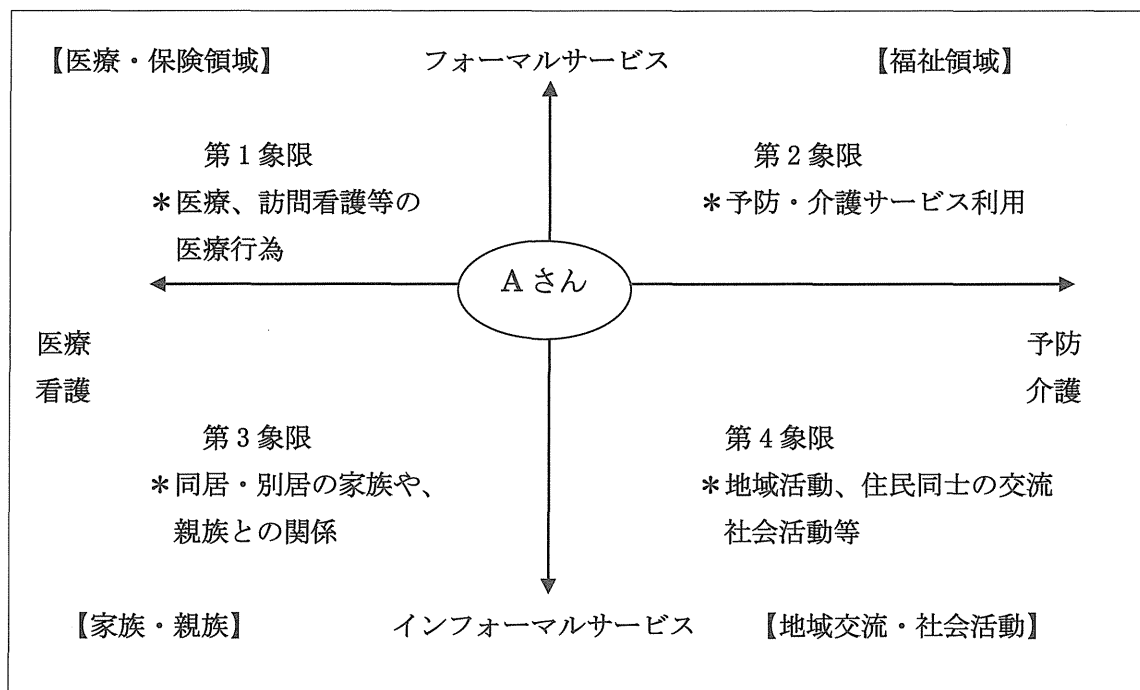 【医療・保険領域】
フォーマルサービス
【福祉領域】
第1象限
*医療、訪問看護等の
医療行為
第2象限
*予防・介護サービス利用
Aさん
医療
看護
予防
介護
第3象限
*同居・別居の家族や、
親族との関係
第4象限
*地域活動、住民同士の交流
社会活動等
【家族・親族】
インフォーマルサービス
【地域交流・社会活動】